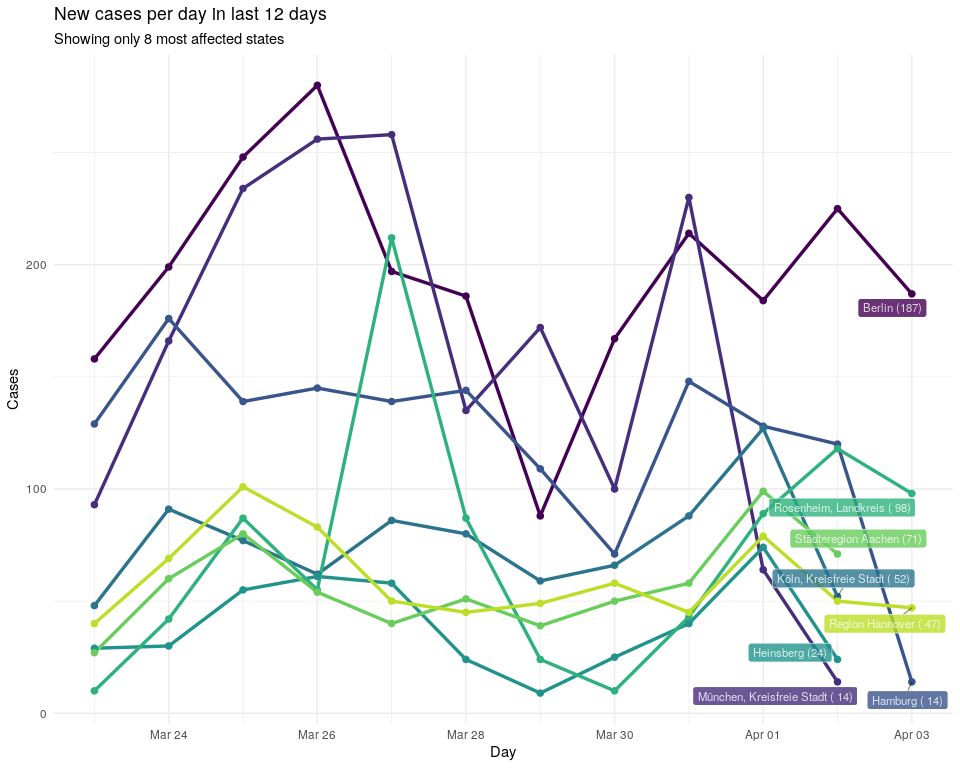 New cases per day in last 12 days
Showing only 8 most affected states
Cases
200
100
0
Berlin (187)
Rosenheim, Landkreis ( 98)
Städteregion Aachen (71)
Köln, Kreisfreie Stadt ( 52)
Region Hannover ( 47)
Heinsberg (24)
München, Kreisfreie Stadt ( 14)
Hamburg ( 14)
Mar 24
Mar 26
Mar 28
Mar 30
Apr 01
Apr 03
Day